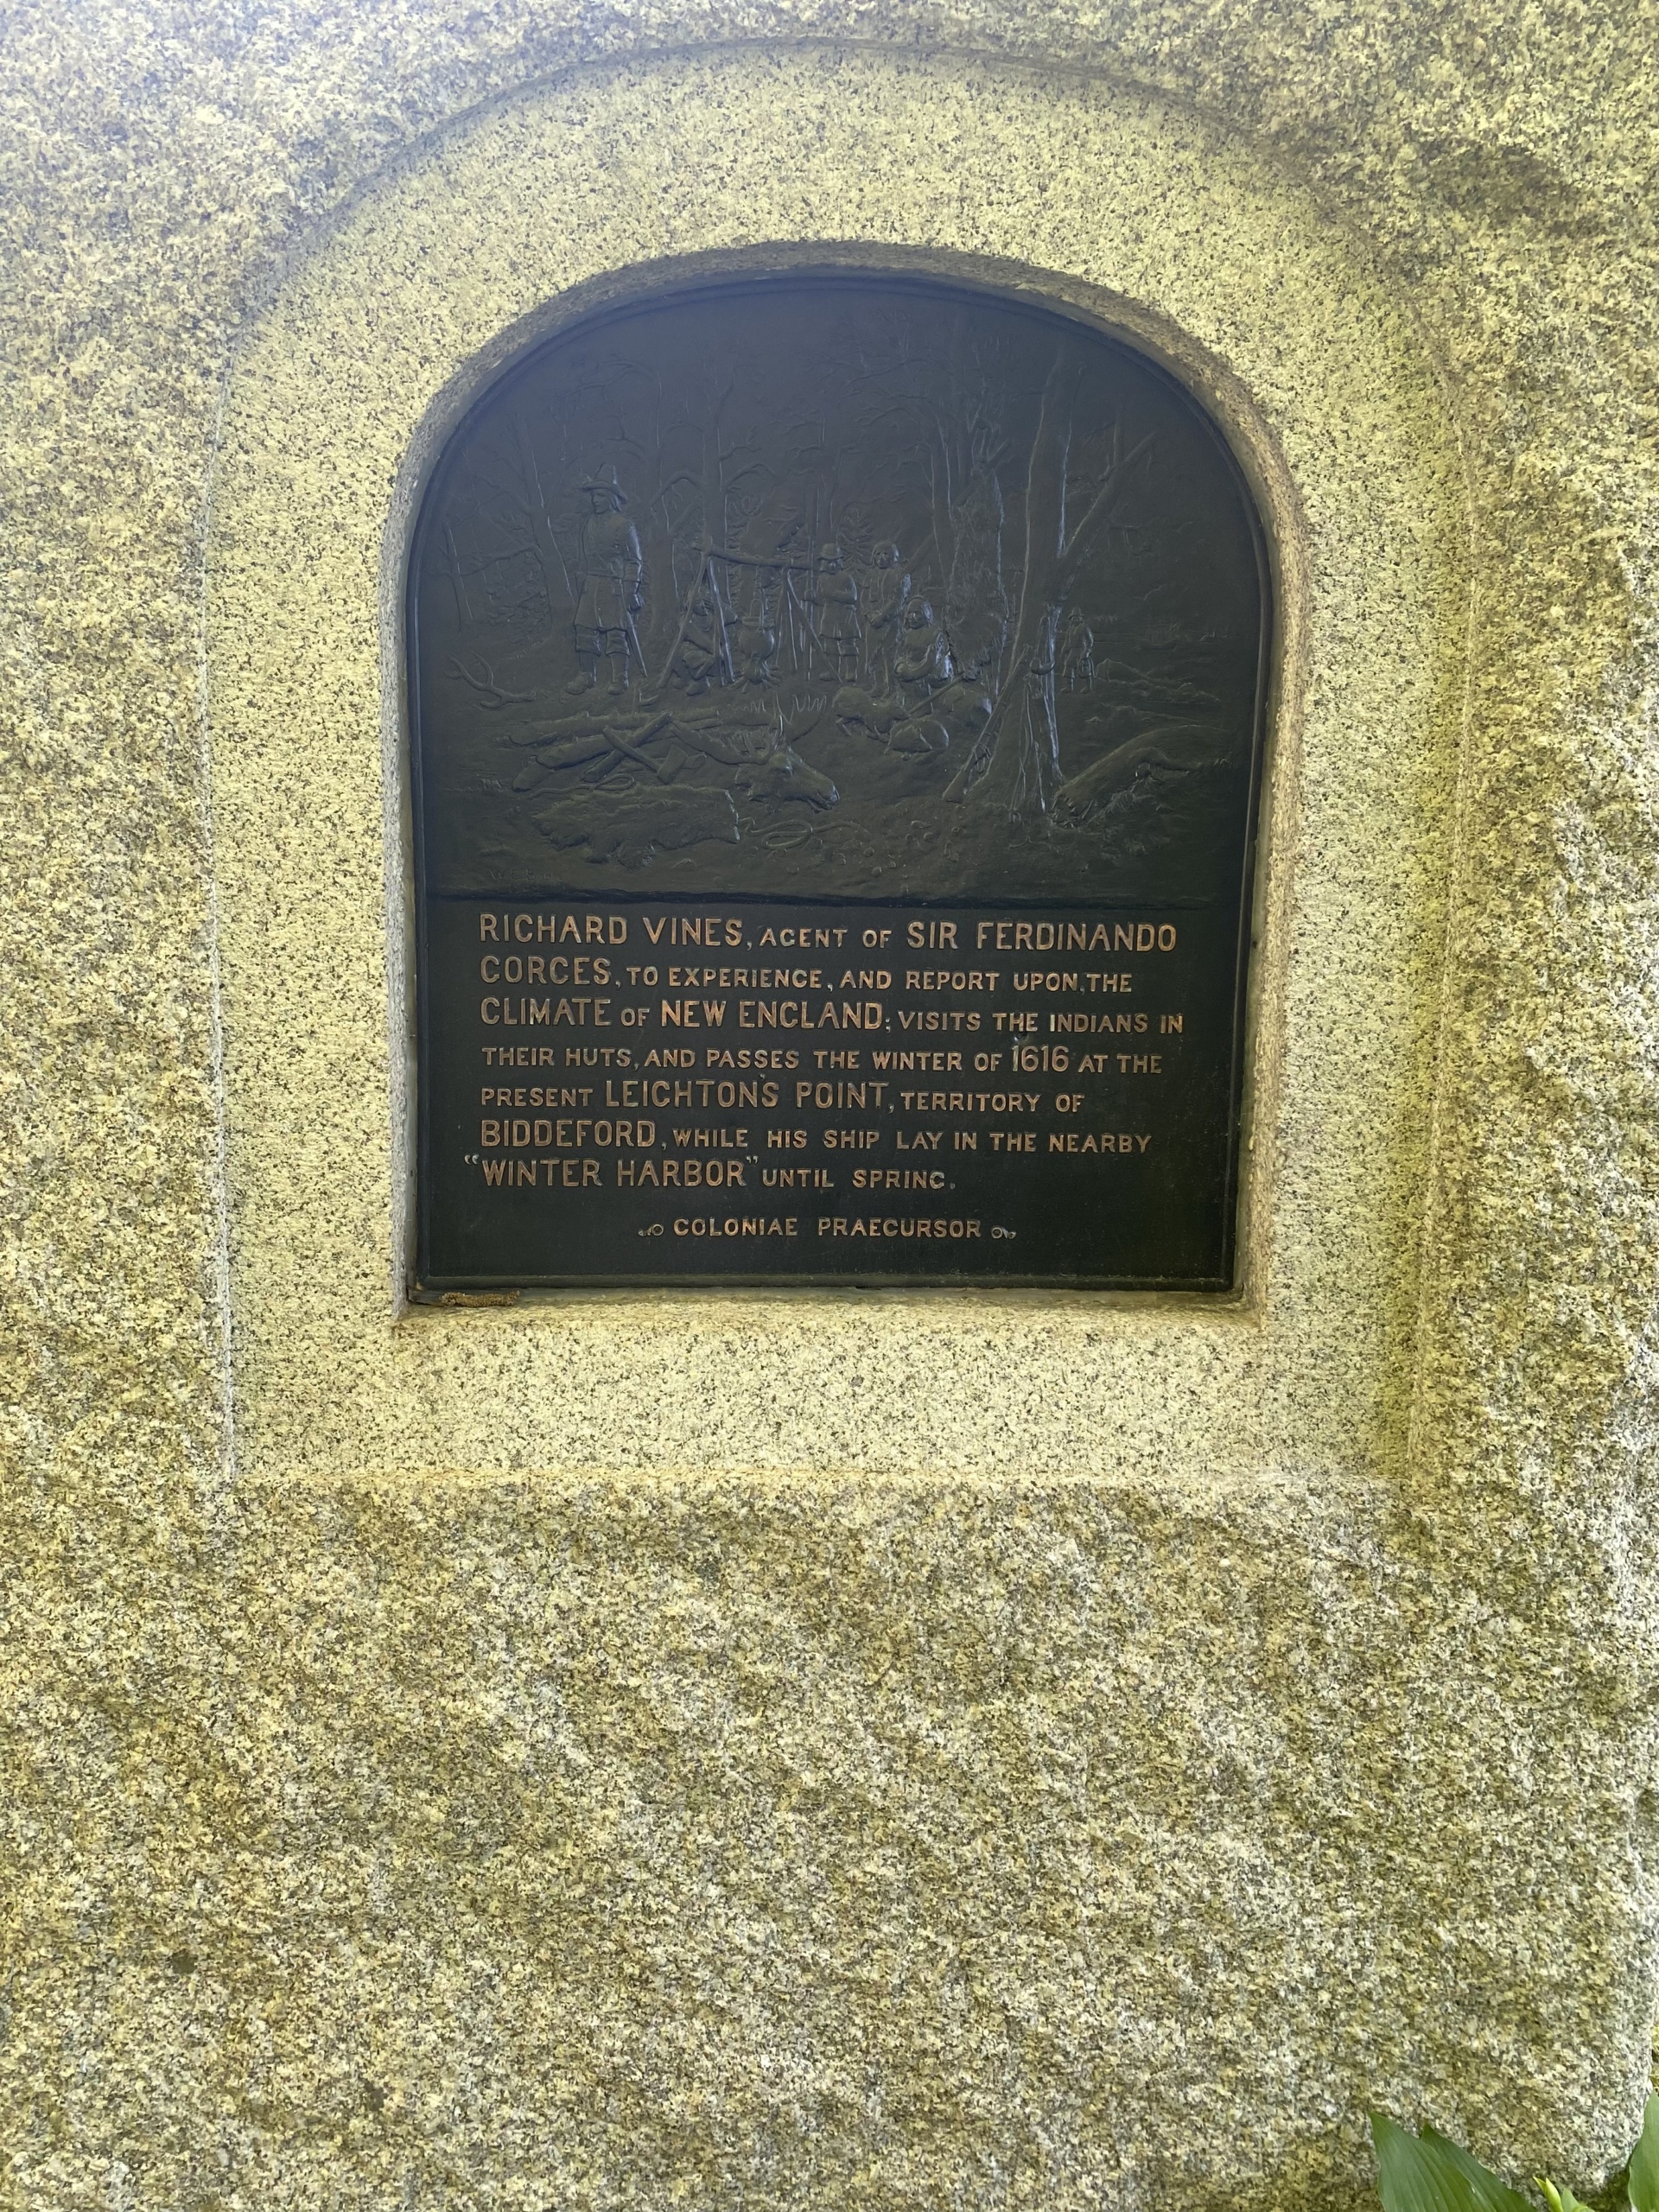 RICHARD VINES, AGENT OF SIR FERDINANDO
GORGES, TO EXPERIENCE, AND REPORT UPON, THE
CLIMATE OF NEW ENGLAND; VISITS THE INDIANS IN
THEIR HUTS, AND PASSES THE WINTER OF 1616 AT THE
PRESENT LEIGHTON'S POINT, TERRITORY OF
BIDDEFORD, WHILE HIS SHIP LAY IN THE NEARBY
"WINTER HARBOR" UNTIL SPRING.
COLONIAE PRAECURSOR